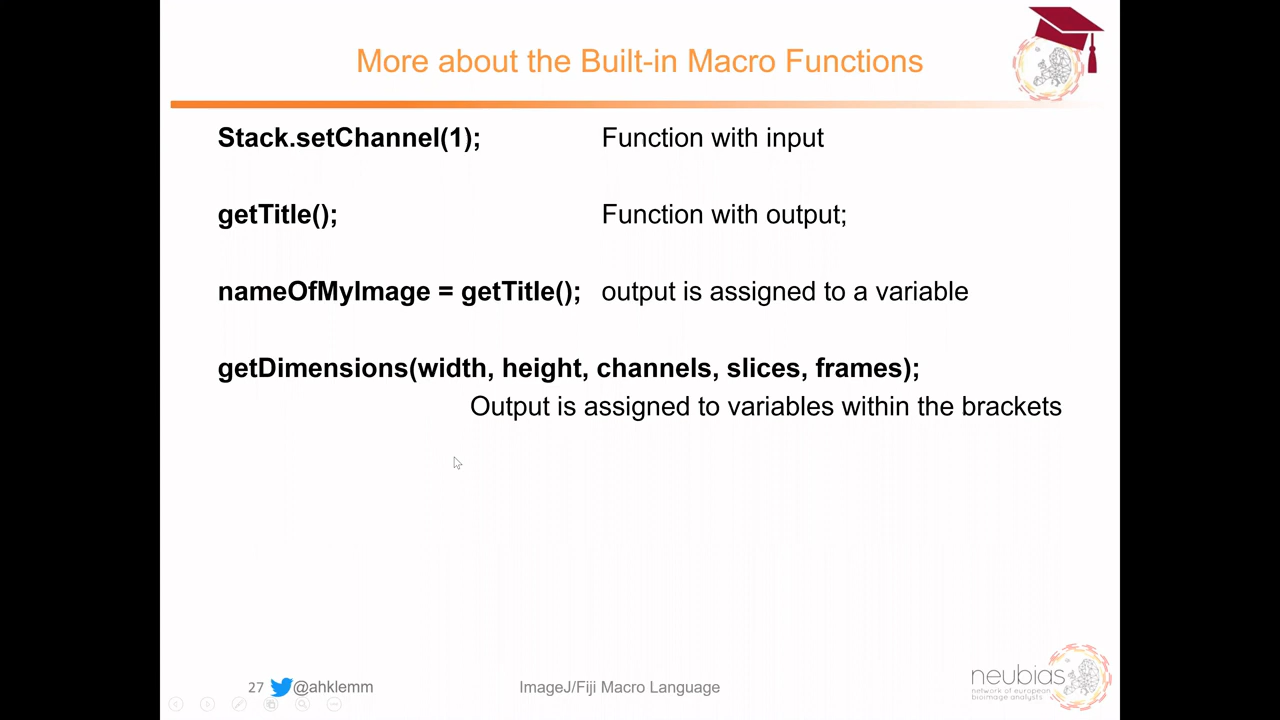 More about the Built-in Macro Functions
Stack.setChannel(1); Function with input
getTitle(); Function with output;
nameOfMyImage = getTitle(); output is assigned to a variable
getDimensions(width, height, channels, slices, frames);
Output is assigned to variables within the brackets
27 @ahklemm ImageJ/Fiji Macro Language
neubias
network of european
bioimage analysts